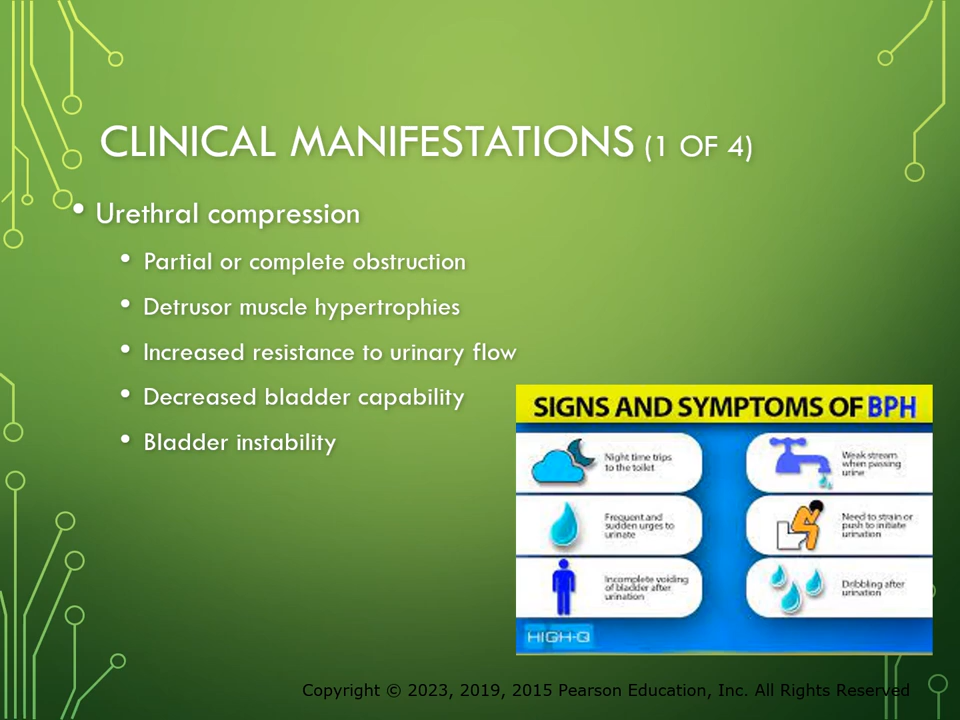 CLINICAL MANIFESTATIONS (1 OF 4)
• Urethral compression
• Partial or complete obstruction
• Detrusor muscle hypertrophies
• Increased resistance to urinary flow
• Decreased bladder capability
• Bladder instability
SIGNS AND SYMPTOMS OF BPH
Night time trips
to the toilet
Weak stream
when passing
urine
Frequent and
sudden urges to
urinate
Need to strain or
push to initiate
urination
Incomplete voiding
of bladder after
urination
Dribbling after
urination
HIGH-Q
Copyright © 2023, 2019, 2015 Pearson Education, Inc. All Rights Reserved